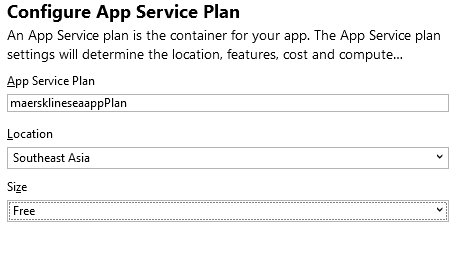 Configure App Service Plan
An App Service plan is the container for your app. The App Service plan
settings will determine the location, features, cost and compute...
App Service Plan
maersklineseaappPlan
Location
Southeast Asia
Size
Free